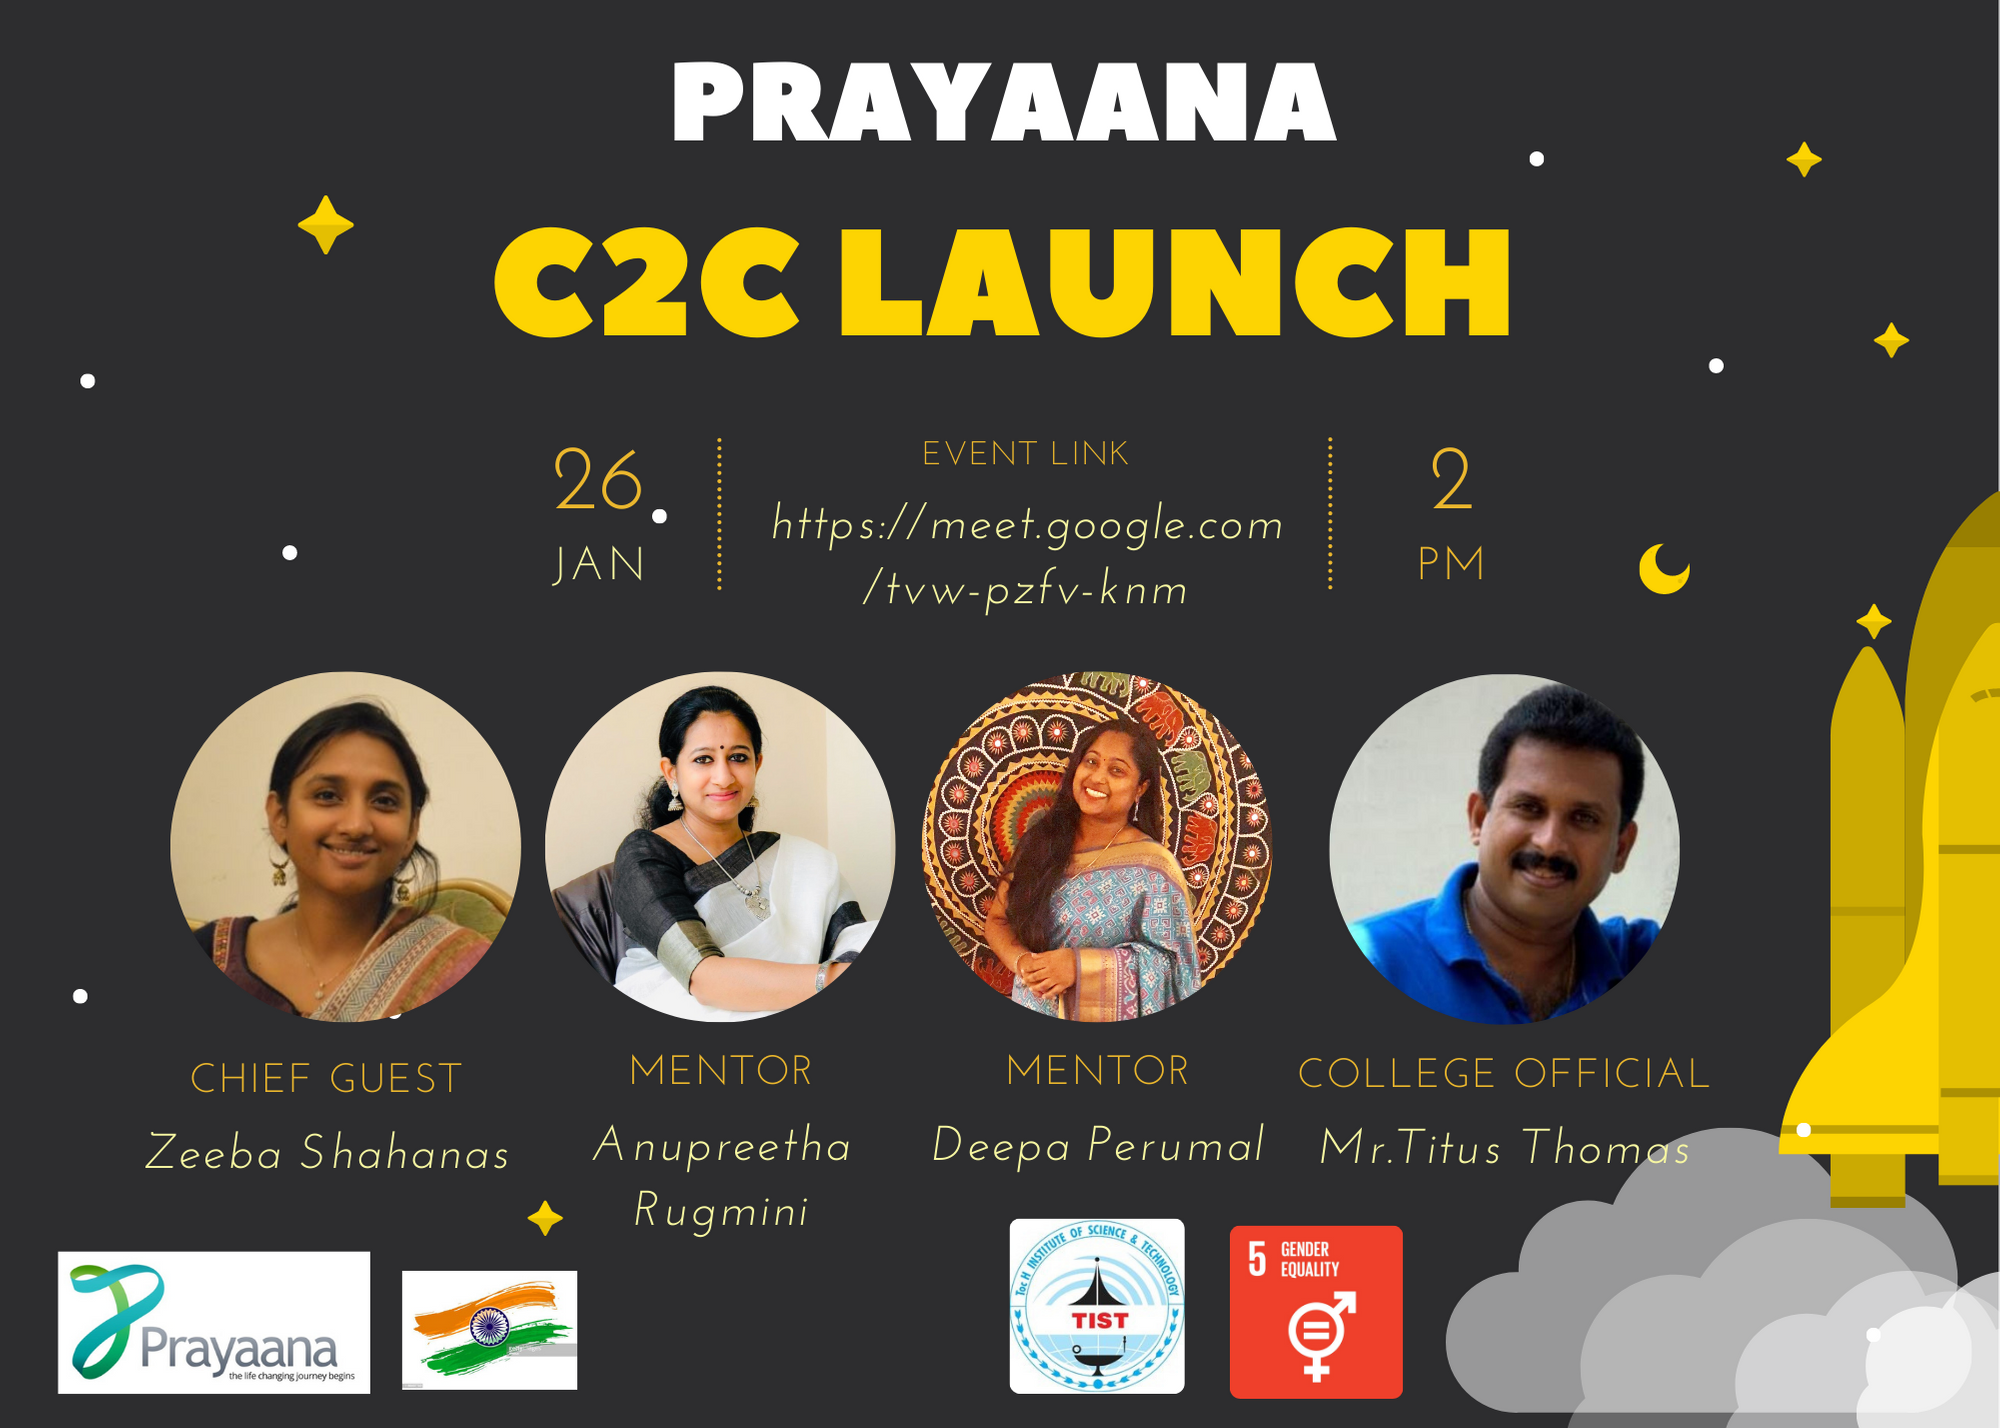 PRAYAANA
C2C LAUNCH
26
JAN
EVENT LINK
https://meet.google.com
/tvw-pzfv-knm
2
PM
CHIEF GUEST
Zeeba Shahanas
MENTOR
Anupreetha
Rugmini
MENTOR
Deepa Perumal
COLLEGE OFFICIAL
Mr.Titus Thomas
Prayaana
the life changing journey begins
Toc H INSTITUTE OF SCIENCE & TECHNOLOGY
TIST
5 GENDER
EQUALITY